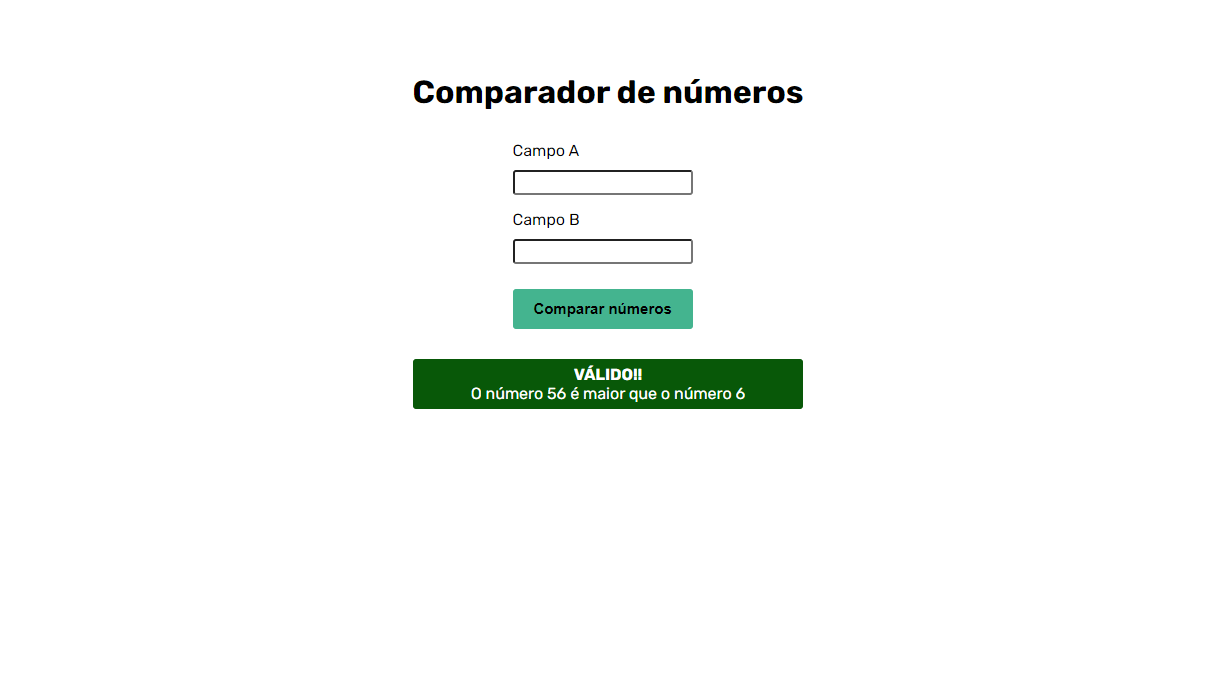 Comparador de números
Campo A
Campo B
Comparar números
VÁLIDO!!
O número 56 é maior que o número 6